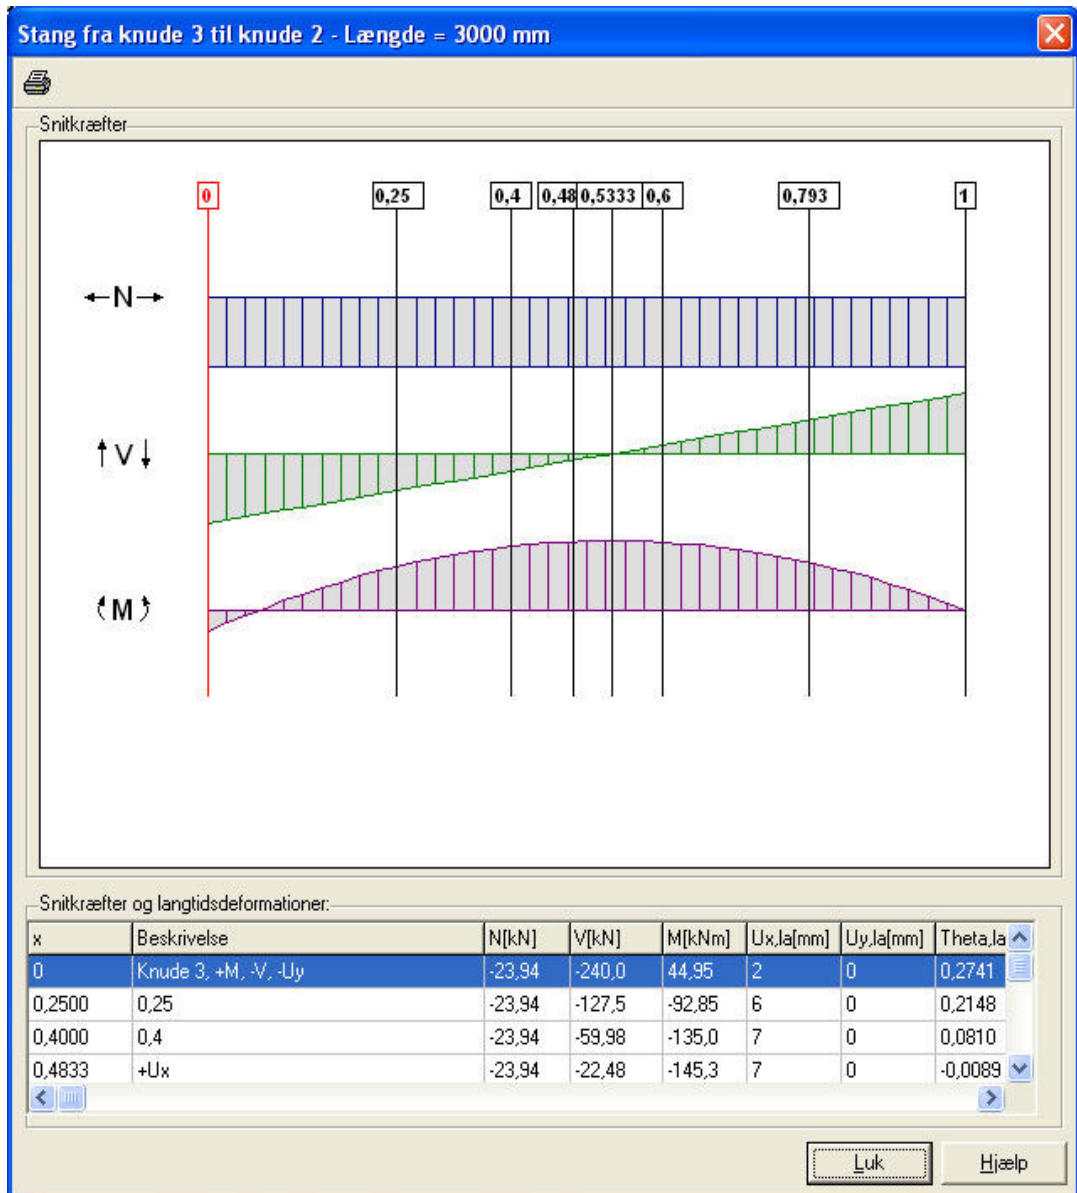 Stang fra knude 3 til knude 2 - Længde = 3000 mm
Snitkræfter
0 0,25 0,4 0,48 0,5333 0,6 0,793 1
←N→
↑V↓
(M)
Snitkræfter og langtidsdeformationer:
x Beskrivelse N[kN] V[kN] M[kNm] Ux,la[mm] Uy,la[mm] Theta,la
0 Knude 3, +M, -V, -Uy -23,94 -240,0 44,95 2 0 0,2741
0,2500 0,25 -23,94 -127,5 -92,85 6 0 0,2148
0,4000 0,4 -23,94 -59,98 -135,0 7 0 0,0810
0,4833 +Ux -23,94 -22,48 -145,3 7 0 -0,0089
Luk Hjælp